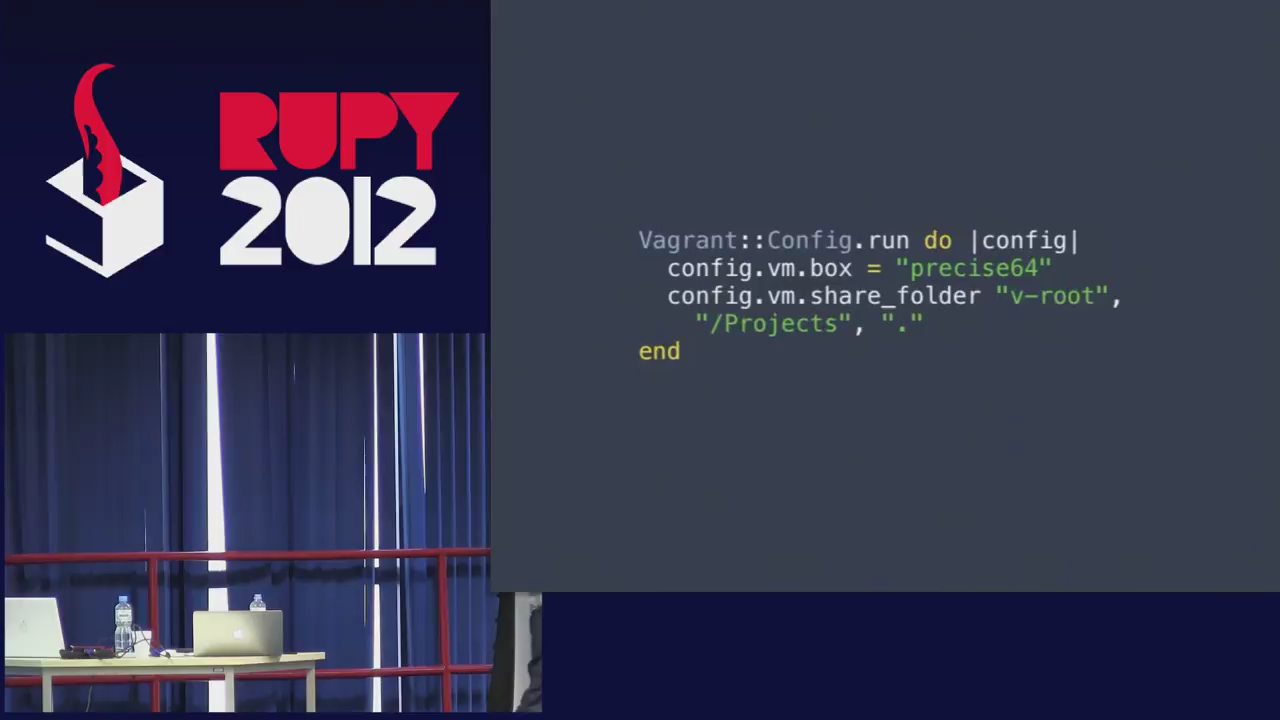 RUPY
2012
Vagrant::Config.run do |config|
  config.vm.box = "precise64"
  config.vm.share_folder "v-root",
    "/Projects", "."
end